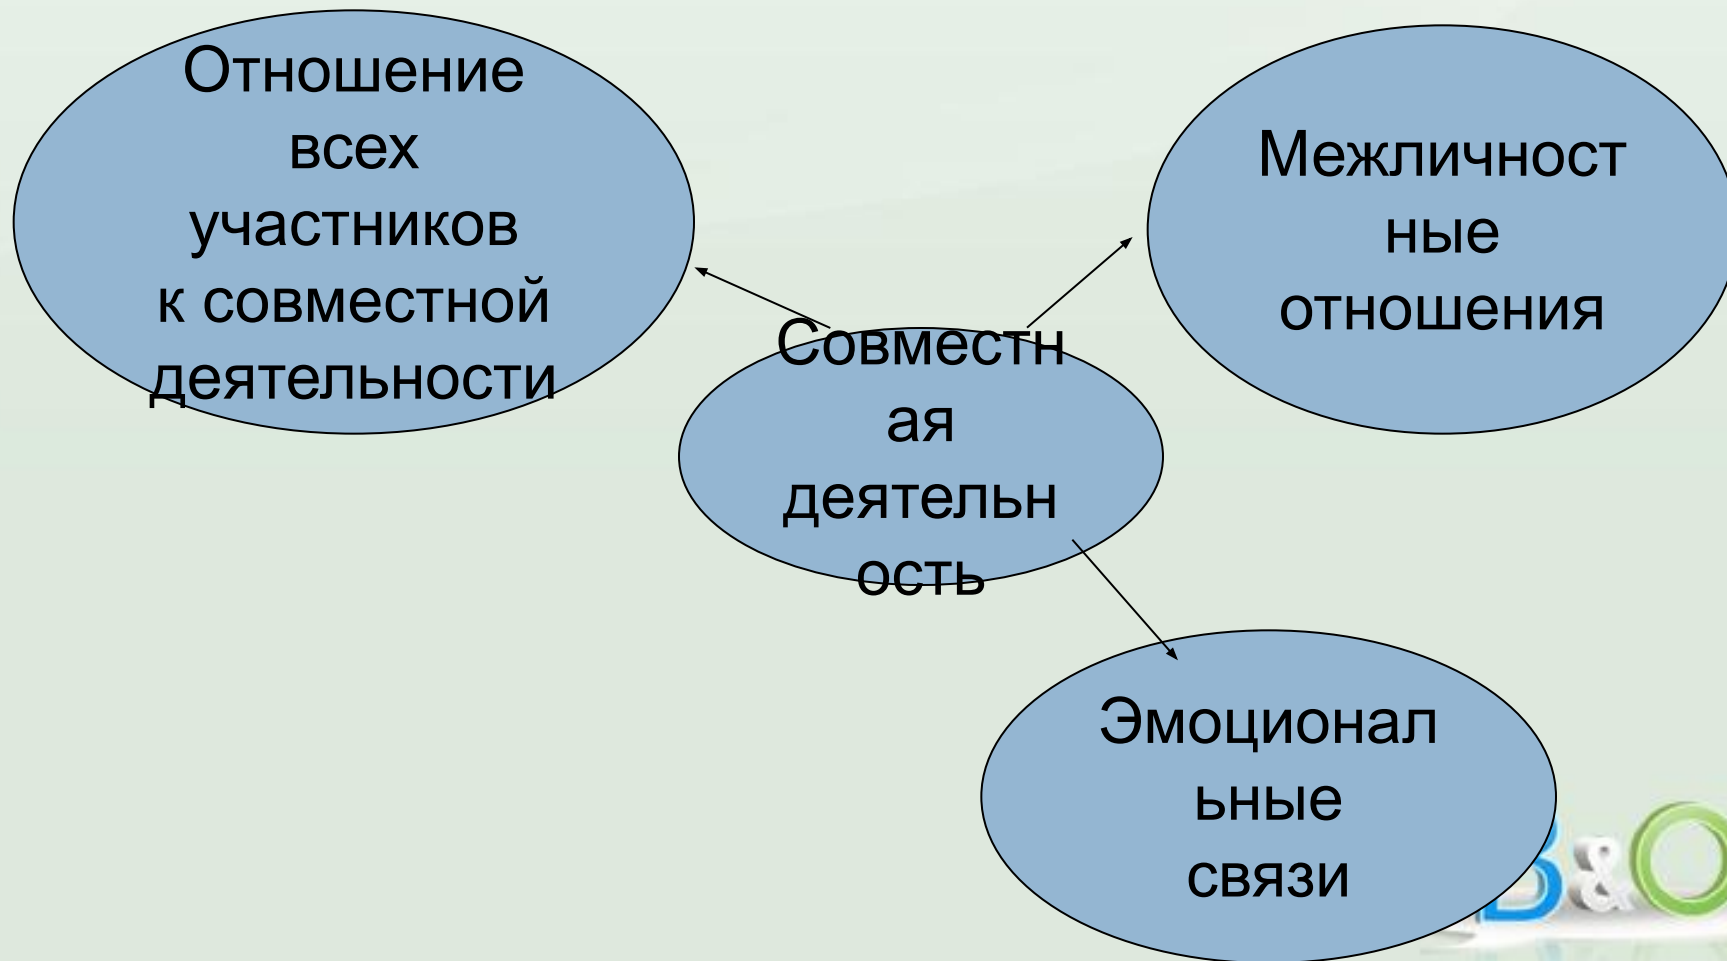 Отношение
всех
участников
к совместной
деятельности
Межличност
ные
отношения
Совместн
ая
деятельн
ость
Эмоционал
ьные
связи
B&O